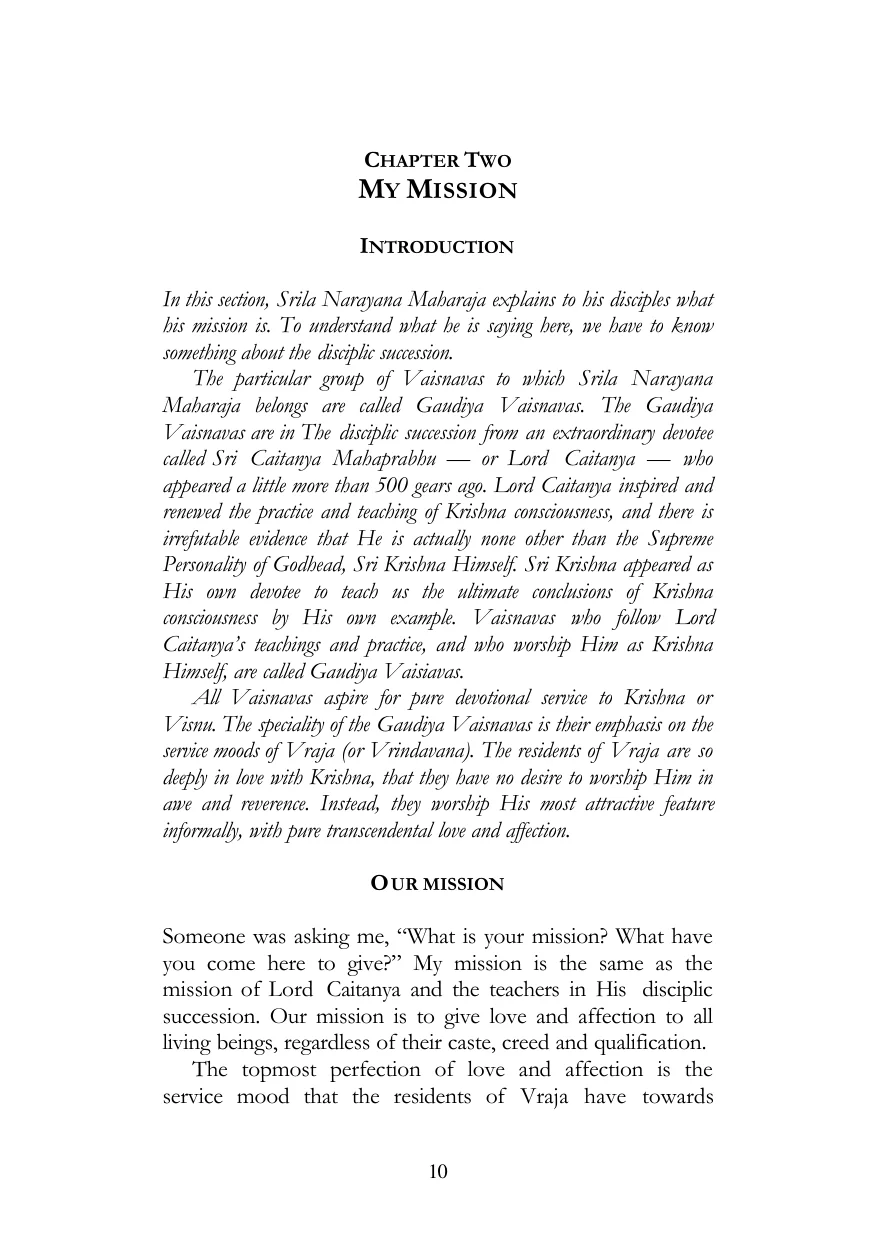 CHAPTER TWO
MY MISSION
INTRODUCTION
In this section, Srila Narayana Maharaja explains to his disciples what
his mission is. To understand what he is saying here, we have to know
something about the disciplic succession.
The particular group of Vaisnavas to which Srila Narayana
Maharaja belongs are called Gaudiya Vaisnavas. The Gaudiya
Vaisnavas are in The disciplic succession from an extraordinary devotee
called Sri Caitanya Mahaprabhu — or Lord Caitanya — who
appeared a little more than 500 gears ago. Lord Caitanya inspired and
renewed the practice and teaching of Krishna consciousness, and there is
irrefutable evidence that He is actually none other than the Supreme
Personality of Godhead, Sri Krishna Himself. Sri Krishna appeared as
His own devotee to teach us the ultimate conclusions of Krishna
consciousness by His own example. Vaisnavas who follow Lord
Caitanya’s teachings and practice, and who worship Him as Krishna
Himself, are called Gaudiya Vaisiavas.
All Vaisnavas aspire for pure devotional service to Krishna or
Visnu. The speciality of the Gaudiya Vaisnavas is their emphasis on the
service moods of Vraja (or Vrindavana). The residents of Vraja are so
deeply in love with Krishna, that they have no desire to worship Him in
awe and reverence. Instead, they worship His most attractive feature
informally, with pure transcendental love and affection.
OUR MISSION
Someone was asking me, “What is your mission? What have
you come here to give?” My mission is the same as the
mission of Lord Caitanya and the teachers in His disciplic
succession. Our mission is to give love and affection to all
living beings, regardless of their caste, creed and qualification.
The topmost perfection of love and affection is the
service mood that the residents of Vraja have towards
10